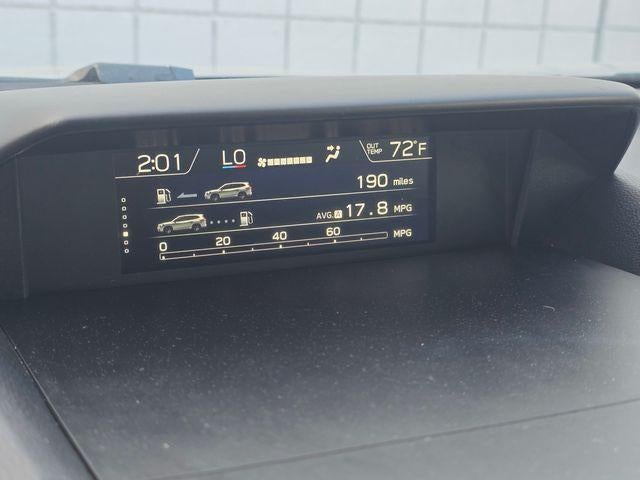 2:01 LO OUT TEMP 72°F
190 miles
AVG. A 17.8 MPG
0 20 40 60 MPG